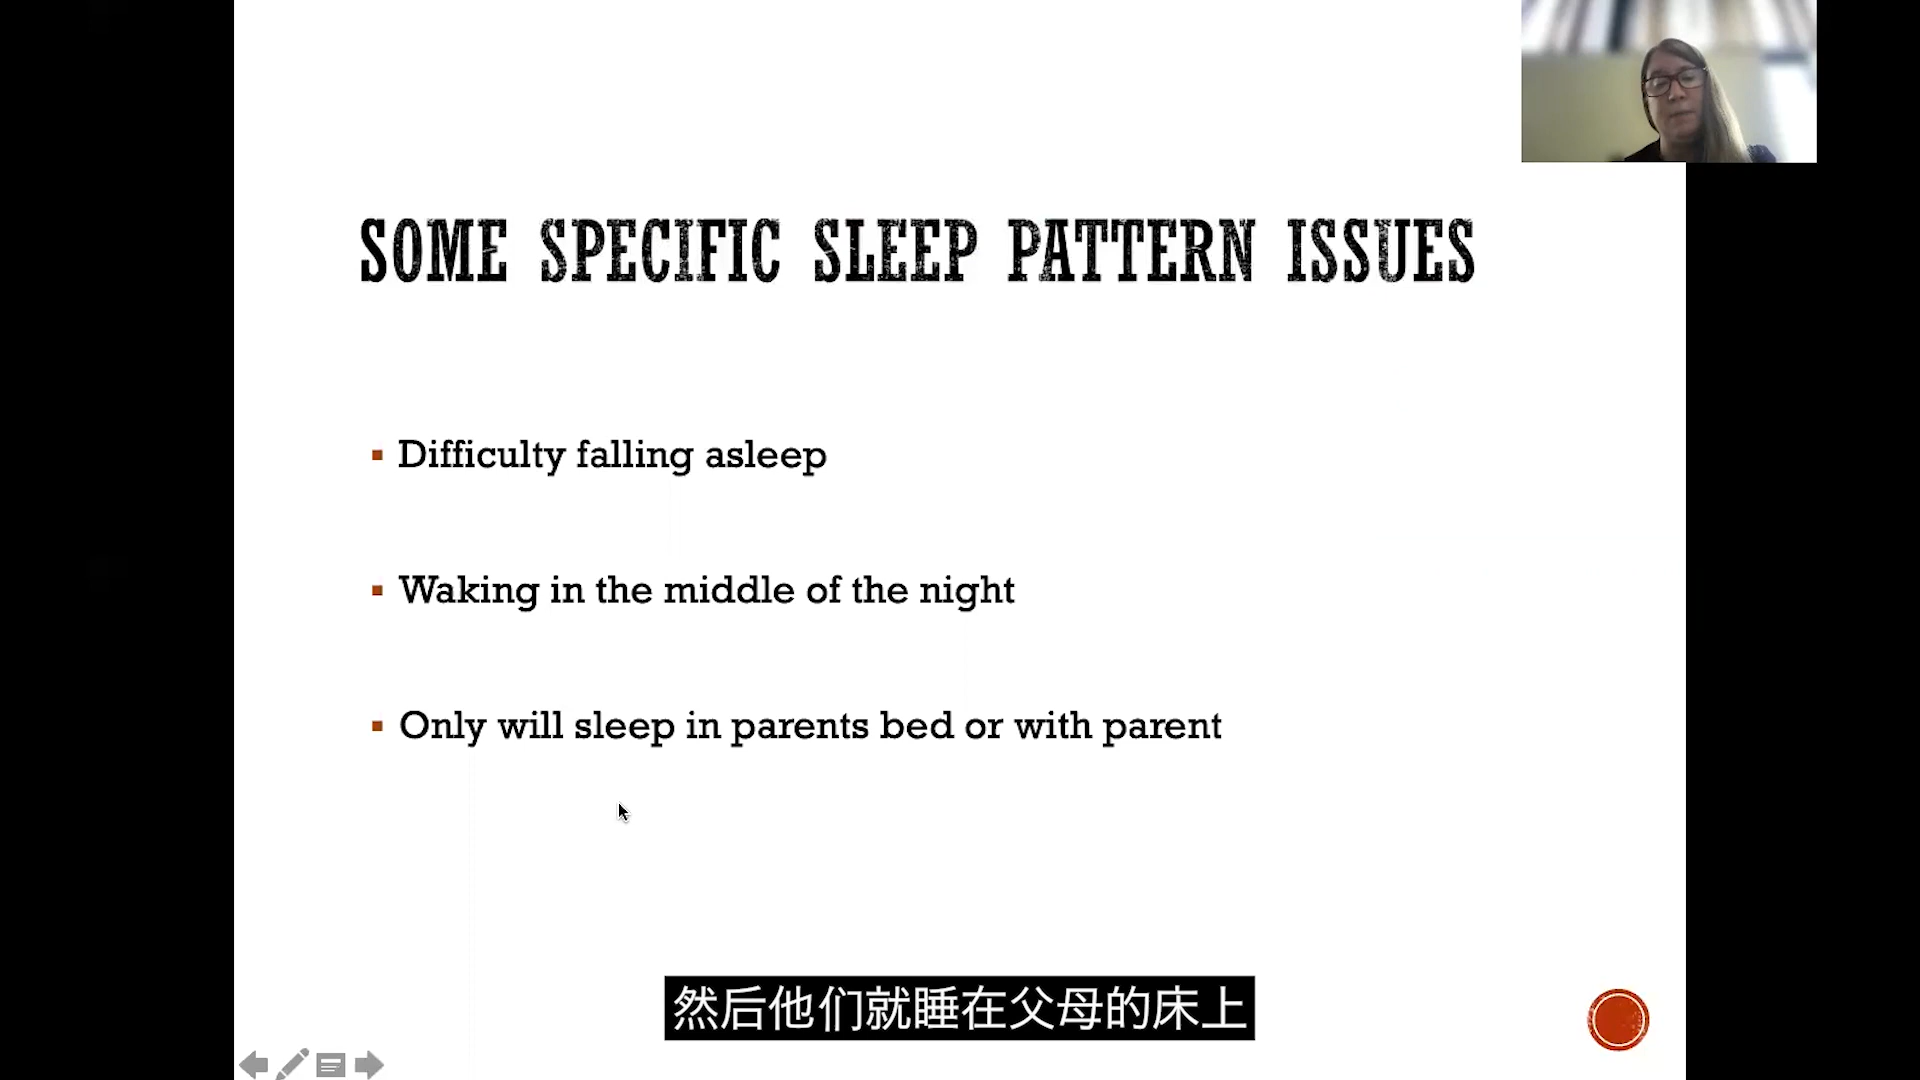 SOME SPECIFIC SLEEP PATTERN ISSUES
▪ Difficulty falling asleep
▪ Waking in the middle of the night
▪ Only will sleep in parents bed or with parent
然后他们就睡在父母的床上